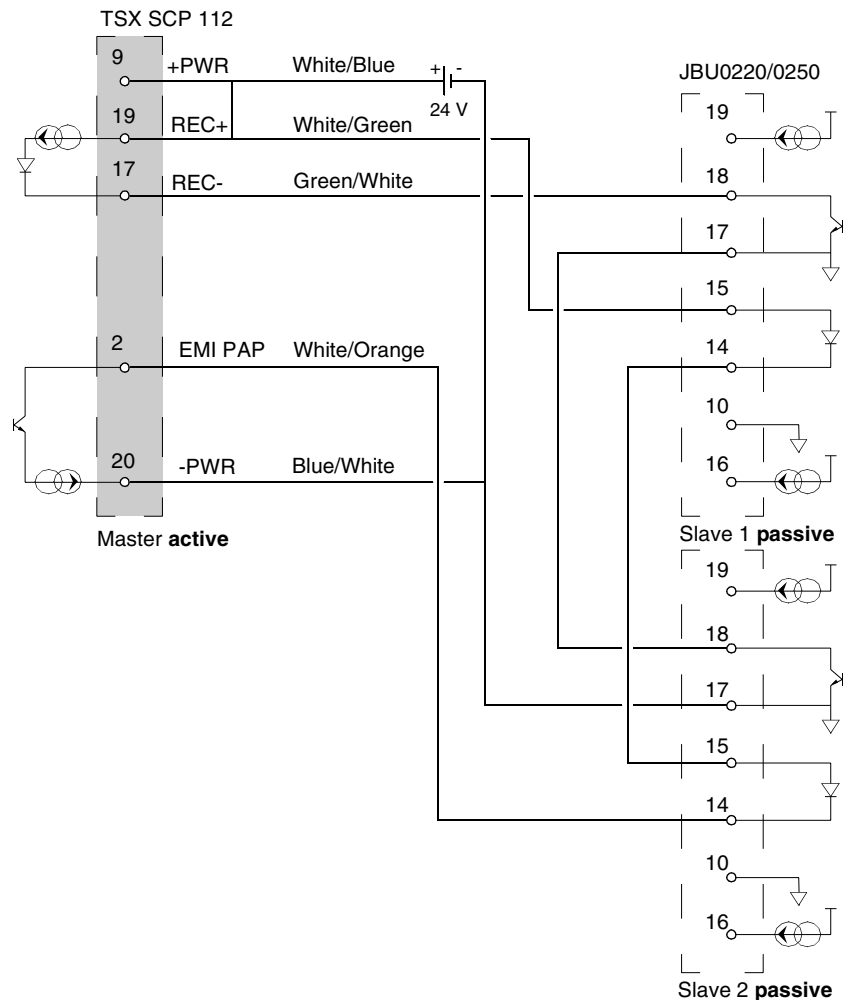 TSX SCP 112
9 +PWR White/Blue + - 24 V
19 REC+ White/Green
17 REC- Green/White
2 EMI PAP White/Orange
20 -PWR Blue/White
Master active
JBU0220/0250
19
18
17
15
14
10
16
Slave 1 passive
19
18
17
15
14
10
16
Slave 2 passive